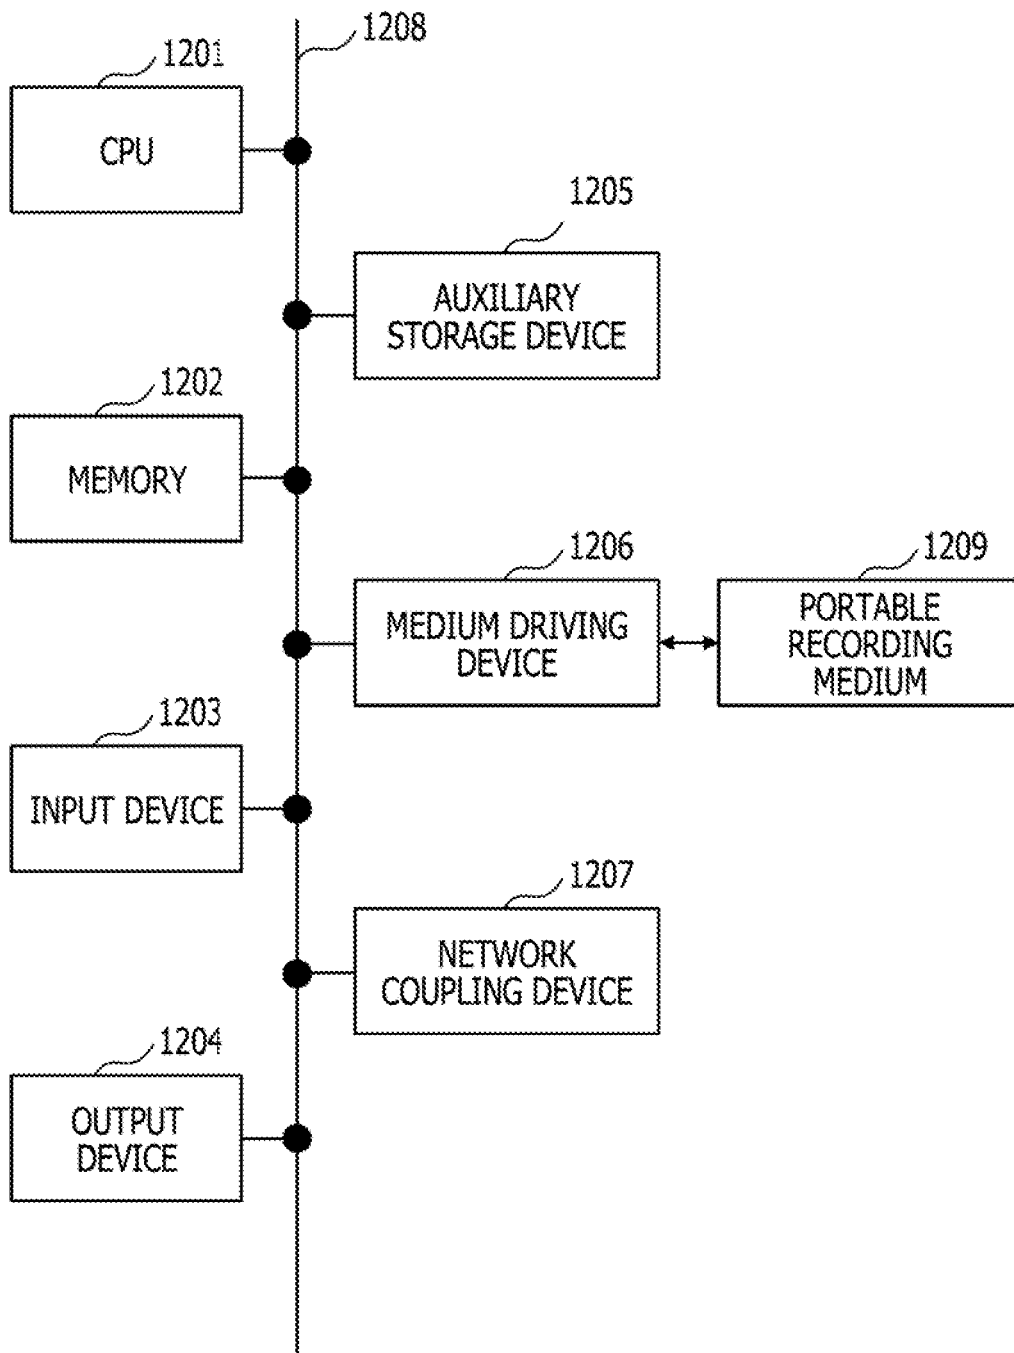 1208
1201
CPU
1205
AUXILIARY
STORAGE DEVICE
1202
MEMORY
1206
MEDIUM DRIVING
DEVICE
1209
PORTABLE
RECORDING
MEDIUM
1203
INPUT DEVICE
1207
NETWORK
COUPLING DEVICE
1204
OUTPUT
DEVICE